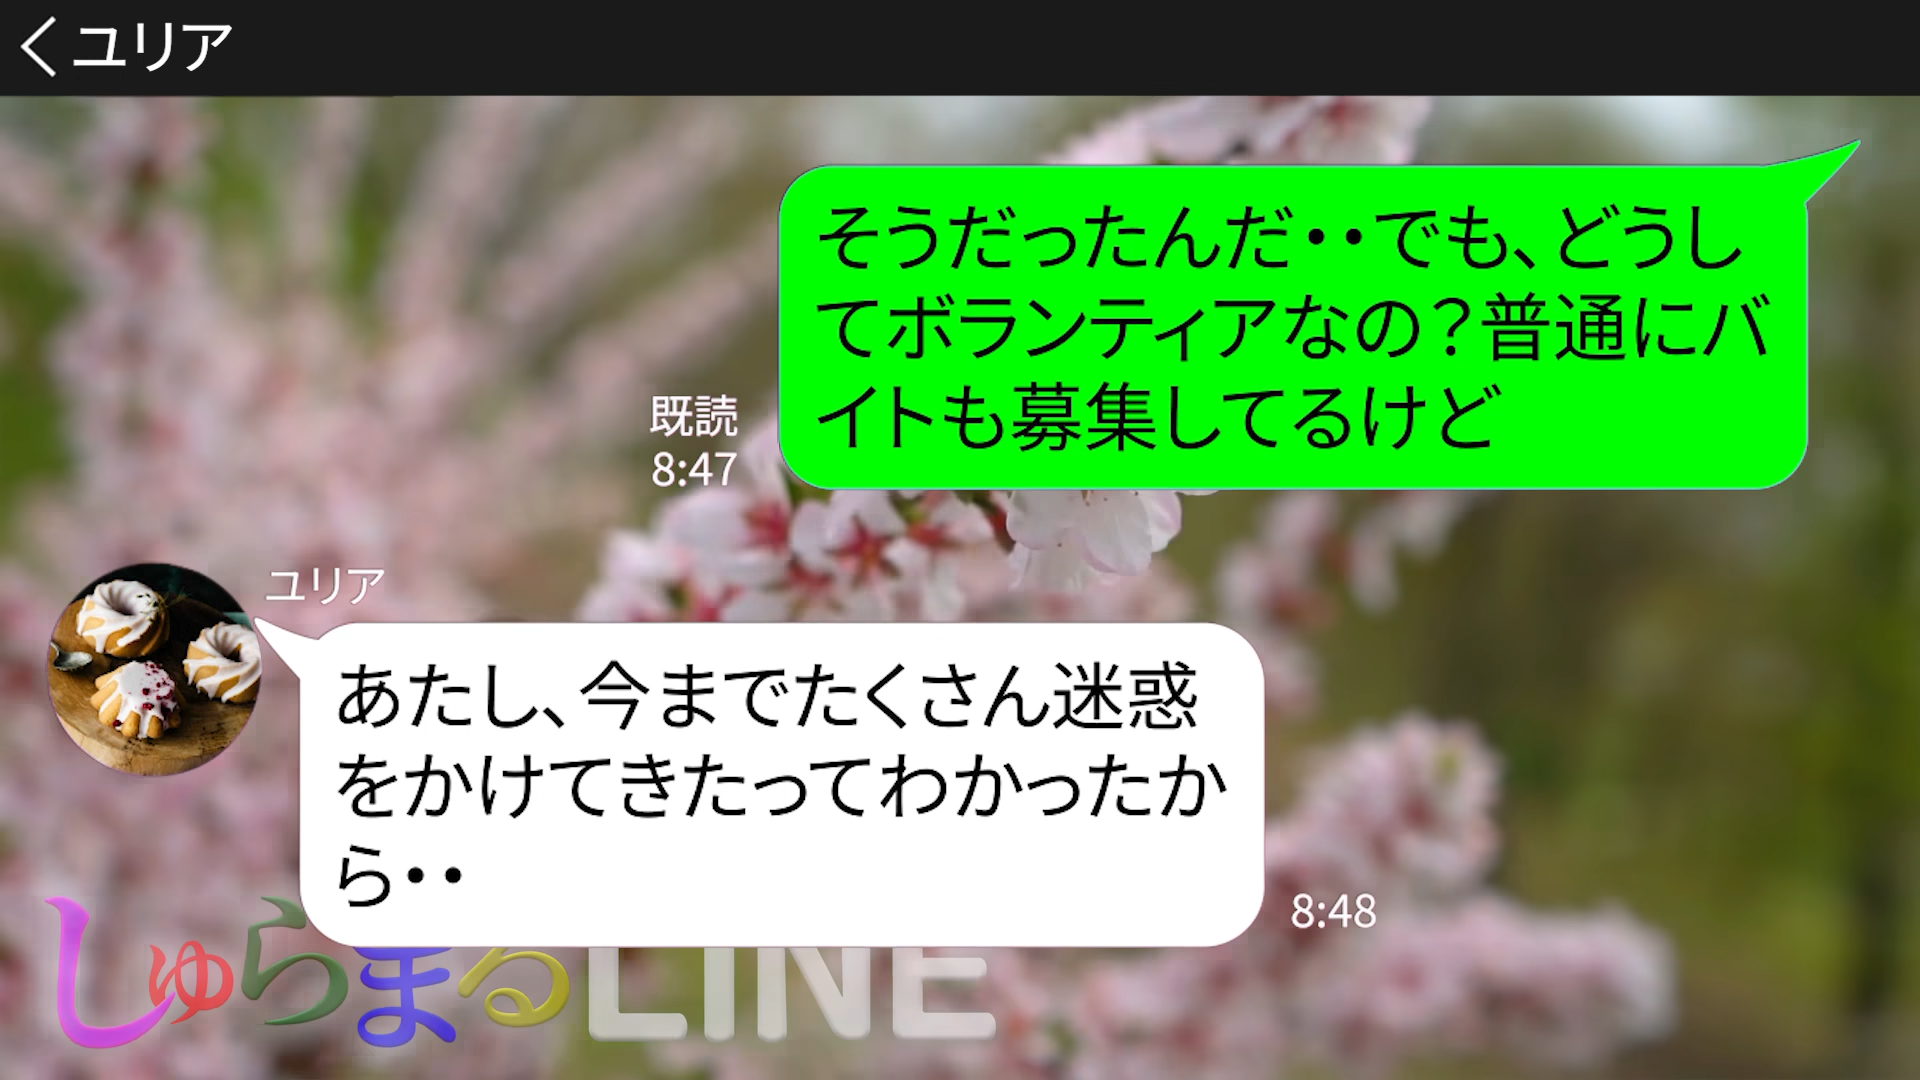 ユリア
そうだったんだ・・でも、どうし
てボランティアなの？普通にバ
イトも募集してるけど
既読
8:47
ユリア
あたし、今までたくさん迷惑
をかけてきたってわかったか
ら・・
8:48
しゅらまるLINE